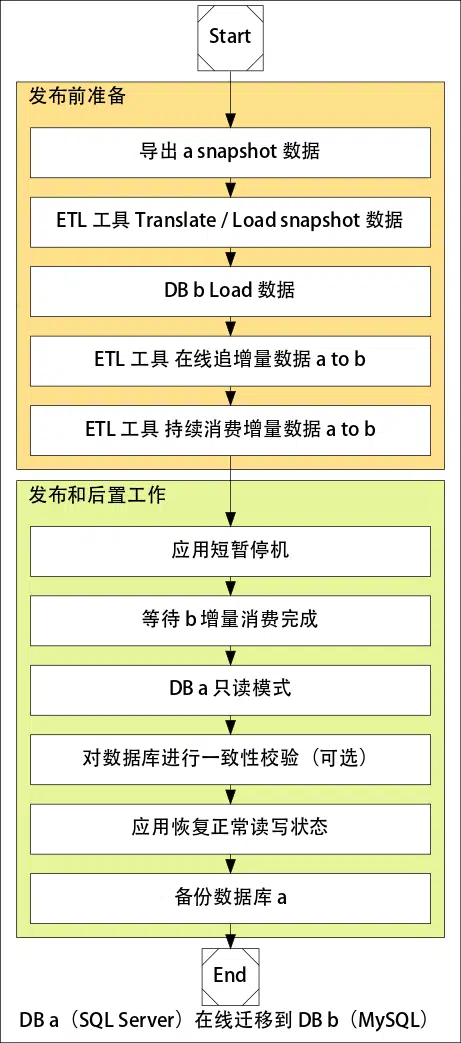 Start
发布前准备
导出 a snapshot 数据
ETL 工具 Translate / Load snapshot 数据
DB b Load 数据
ETL 工具 在线追增量数据 a to b
ETL 工具 持续消费增量数据 a to b
发布和后置工作
应用短暂停机
等待 b 增量消费完成
DB a 只读模式
对数据库进行一致性校验（可选）
应用恢复正常读写状态
备份数据库 a
End
DB a（SQL Server）在线迁移到 DB b（MySQL）